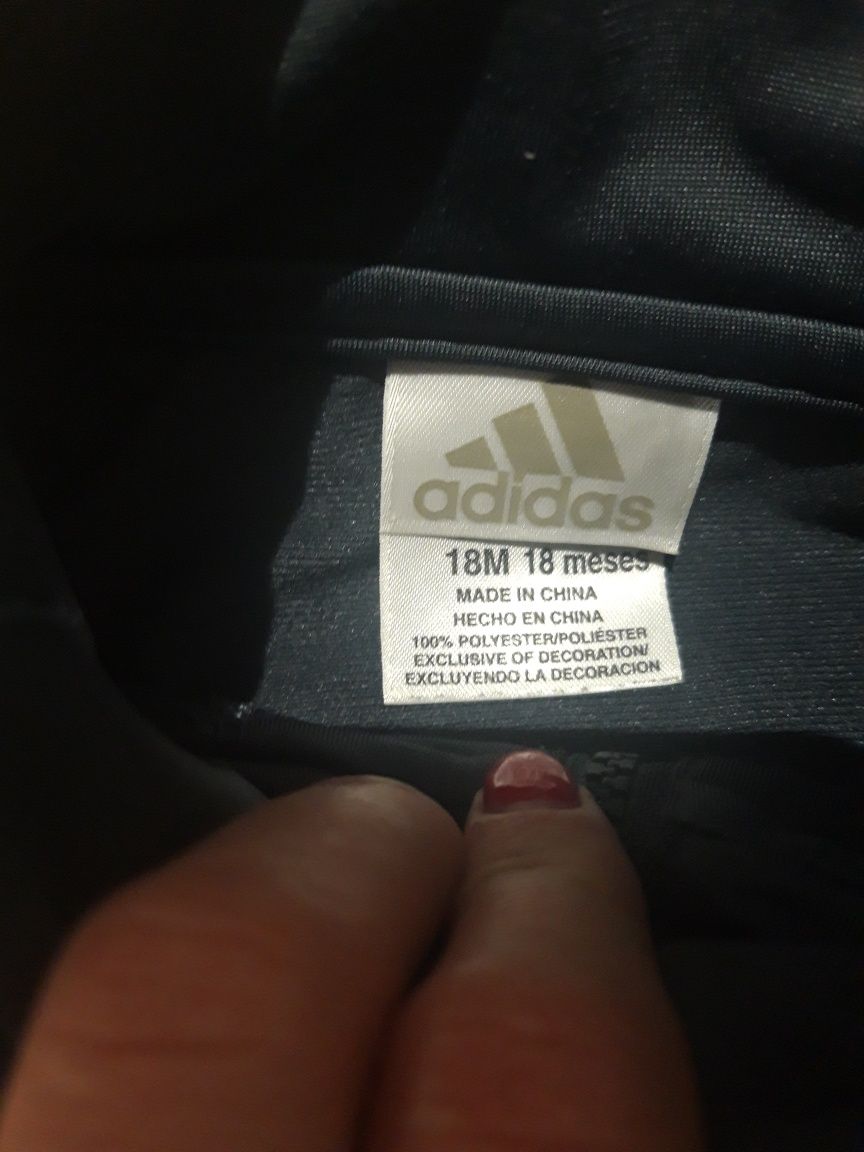 adidas
18M 18 meses
MADE IN CHINA
HECHO EN CHINA
100% POLYESTER/POLIÉSTER
EXCLUSIVE OF DECORATION/
EXCLUYENDO LA DECORACION